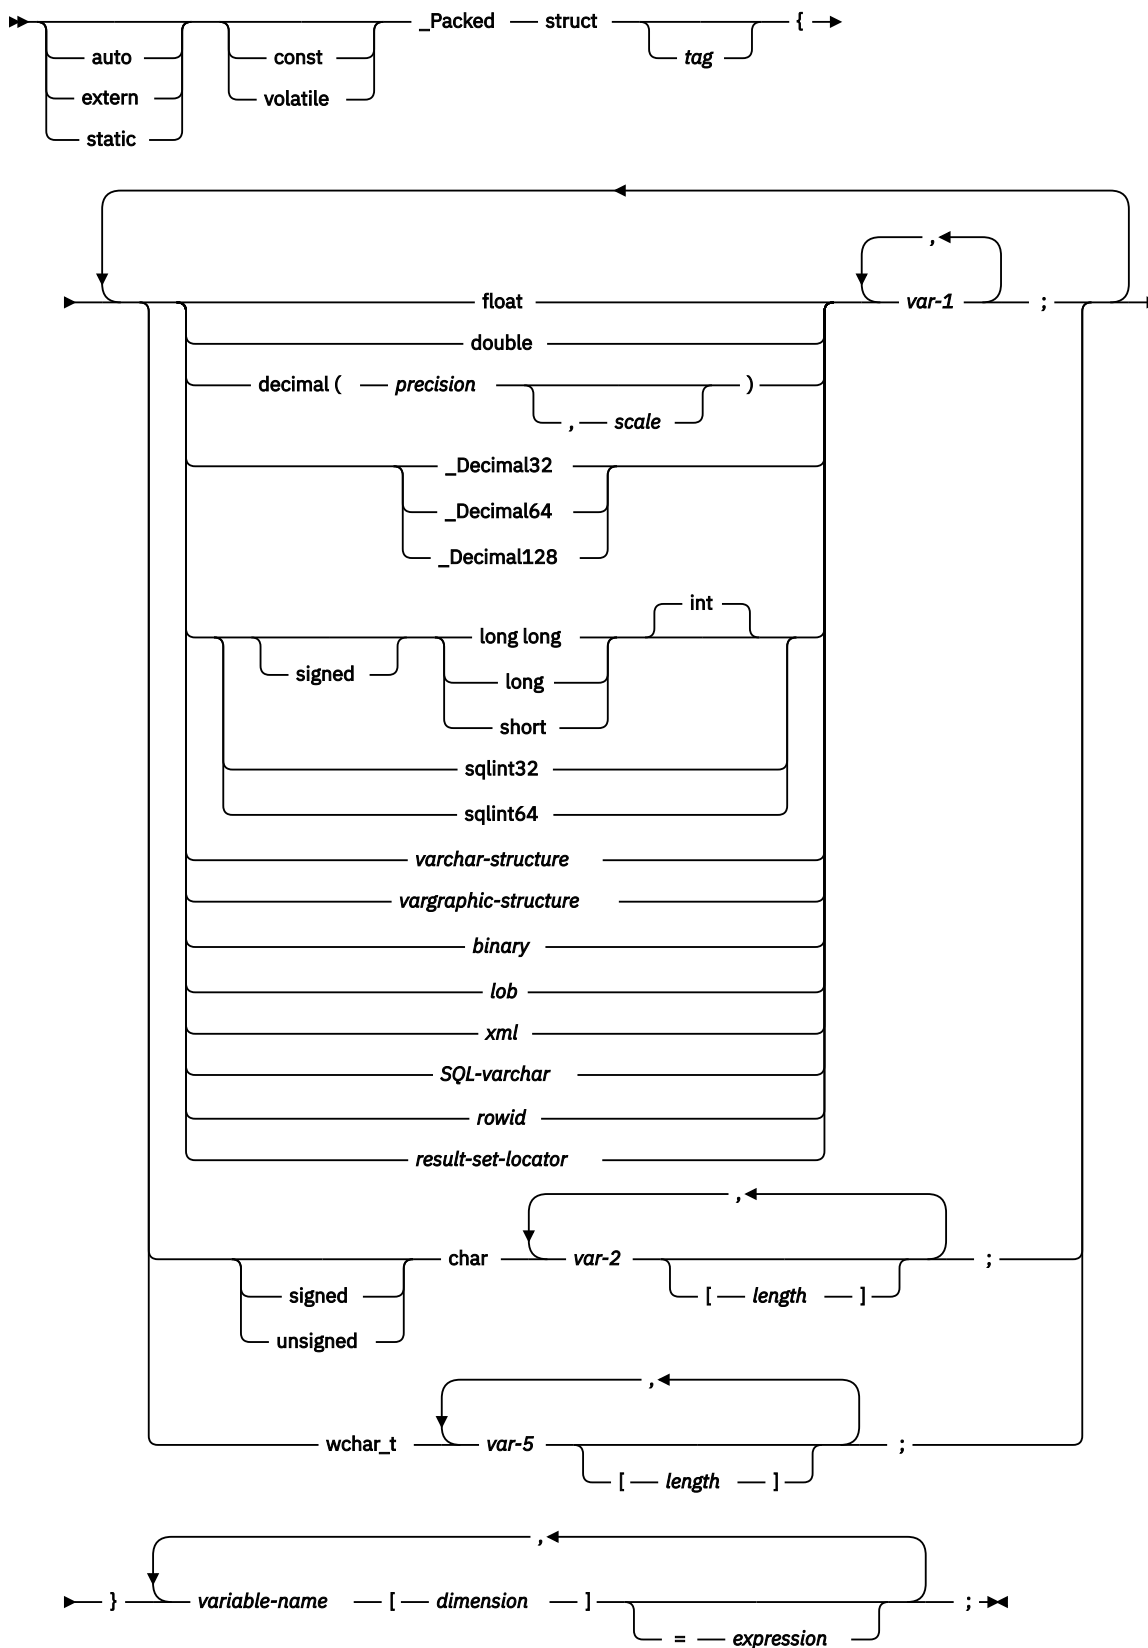 _Packed struct {
auto const tag
extern volatile
static
,
float var-1 ;
double
decimal ( precision )
, scale
_Decimal32
_Decimal64
_Decimal128
int
long long
signed long
short
sqlint32
sqlint64
varchar-structure
vargraphic-structure
binary
lob
xml
SQL-varchar
rowid
result-set-locator
,
char var-2 ;
signed [ length ]
unsigned
,
wchar_t var-5 ;
[ length ]
,
} variable-name [ dimension ] ;
= expression